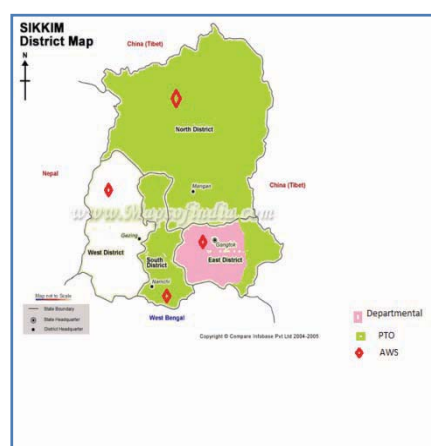 SIKKIM
District Map
China (Tibet)
N
North District
Nepal
Mangan
China (Tibet)
www.Mapsofindia.com
Gezing
Gangtok
West District
South
District
East District
Namchi
Map not to Scale
State Boundary
State Headquarter
District Headquarter
West Bengal
Copyright © Compare Infobase Pvt Ltd 2004-2005
Departmental
PTO
AWS